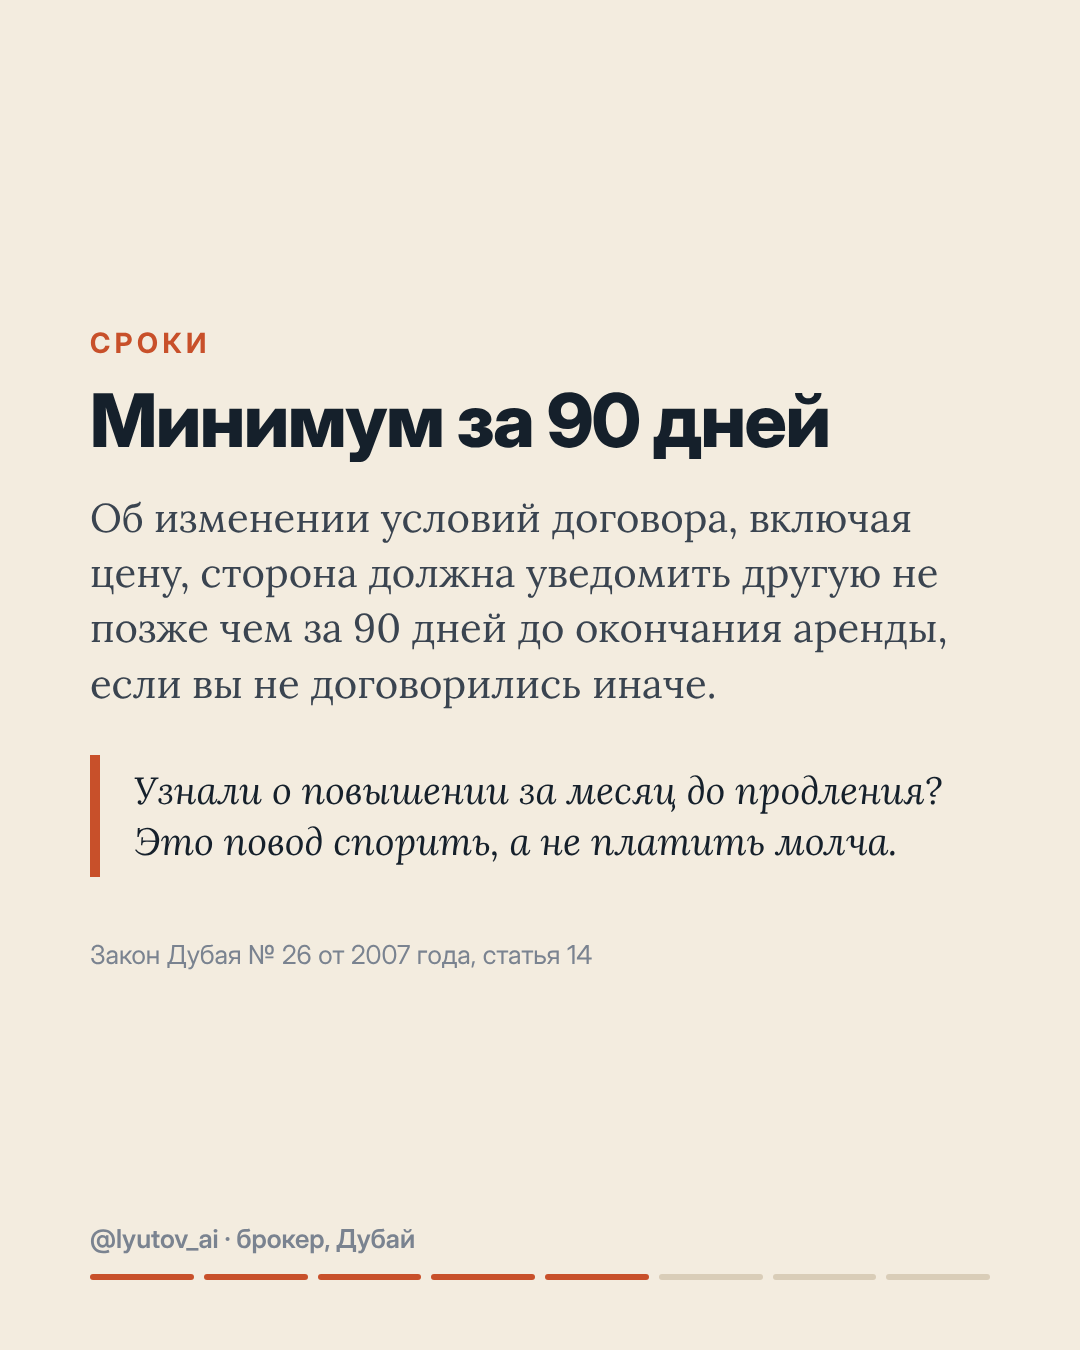 СРОКИ
Минимум за 90 дней
Об изменении условий договора, включая
цену, сторона должна уведомить другую не
позже чем за 90 дней до окончания аренды,
если вы не договорились иначе.
Узнали о повышении за месяц до продления?
Это повод спорить, а не платить молча.
Закон Дубая № 26 от 2007 года, статья 14
@lyutov_ai · брокер, Дубай